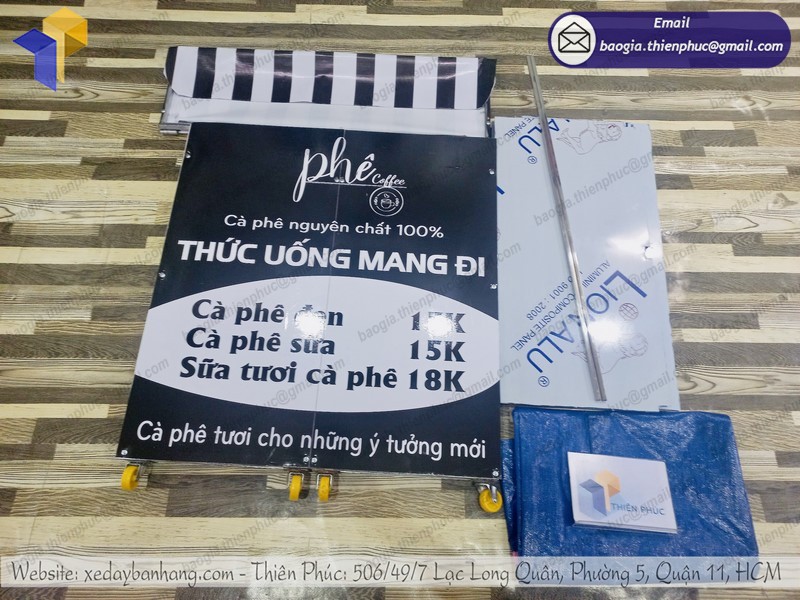 Email
baogia.thienphuc@gmail.com
phê
Coffee
Cà phê nguyên chất 100%
THỨC UỐNG MANG ĐI
Cà phê đen
Cà phê sữa 15K
Sữa tươi cà phê 18K
Cà phê tươi cho những ý tưởng mới
LIONALU
ALUMINIUM COMPOSITE PANEL
9001 : 2008
THIÊN PHÚC
Website: xedaybanhang.com - Thiên Phúc: 506/49/7 Lạc Long Quân, Phường 5, Quận 11, HCM